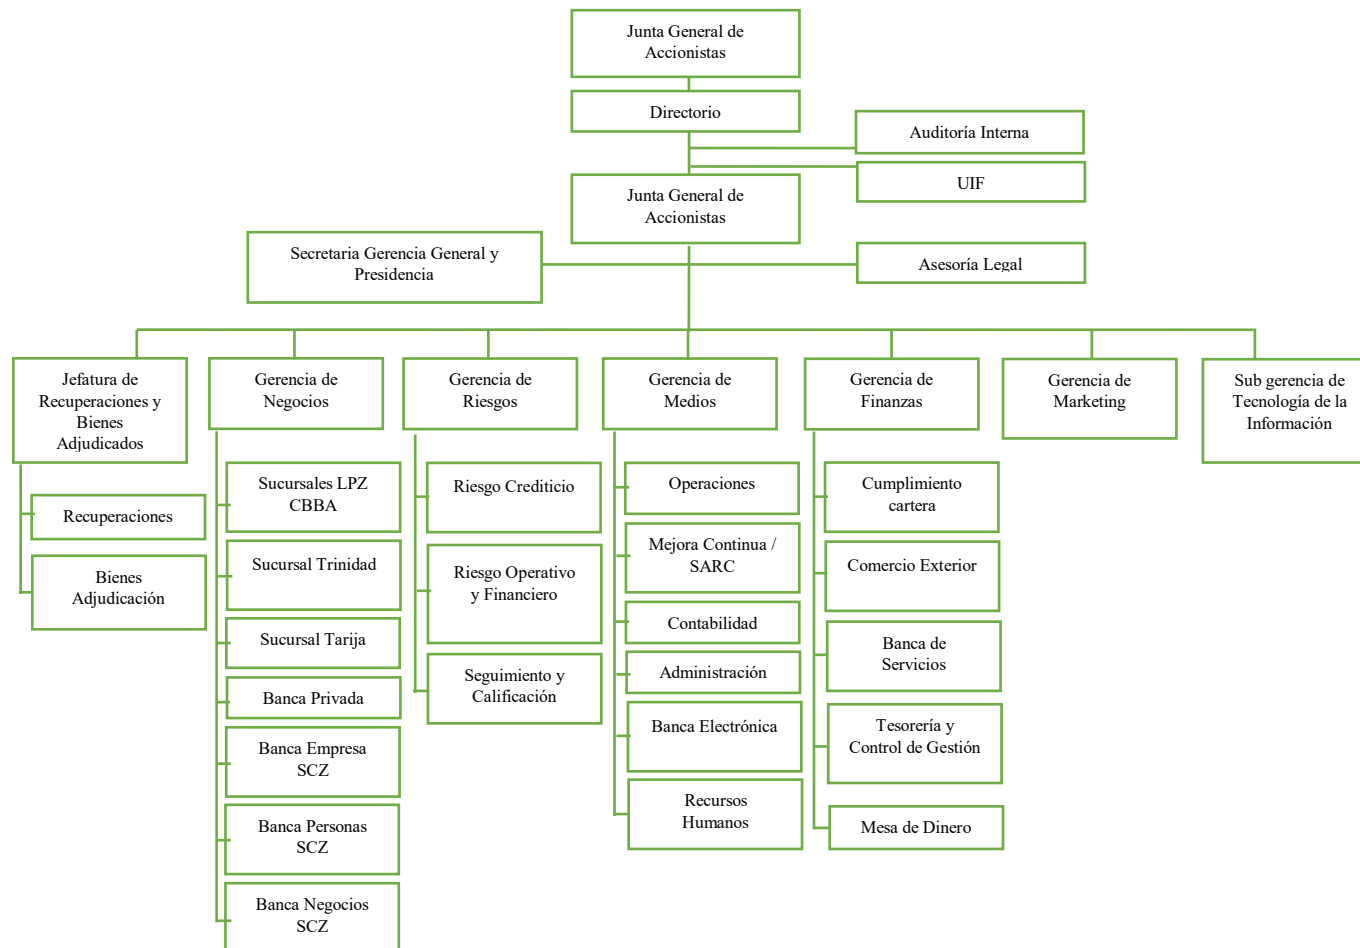 Junta General de
Accionistas
Directorio
Auditoría Interna
UIF
Junta General de
Accionistas
Secretaria Gerencia General y
Presidencia
Asesoría Legal
Jefatura de
Recuperaciones y
Bienes
Adjudicados
Recuperaciones
Bienes
Adjudicación
Gerencia de
Negocios
Sucursales LPZ
CBBA
Sucursal Trinidad
Sucursal Tarija
Banca Privada
Banca Empresa
SCZ
Banca Personas
SCZ
Banca Negocios
SCZ
Gerencia de
Riesgos
Riesgo Crediticio
Riesgo Operativo
y Financiero
Seguimiento y
Calificación
Gerencia de
Medios
Operaciones
Mejora Continua /
SARC
Contabilidad
Administración
Banca Electrónica
Recursos
Humanos
Gerencia de
Finanzas
Cumplimiento
cartera
Comercio Exterior
Banca de
Servicios
Tesorería y
Control de Gestión
Mesa de Dinero
Gerencia de
Marketing
Sub gerencia de
Tecnología de la
Información